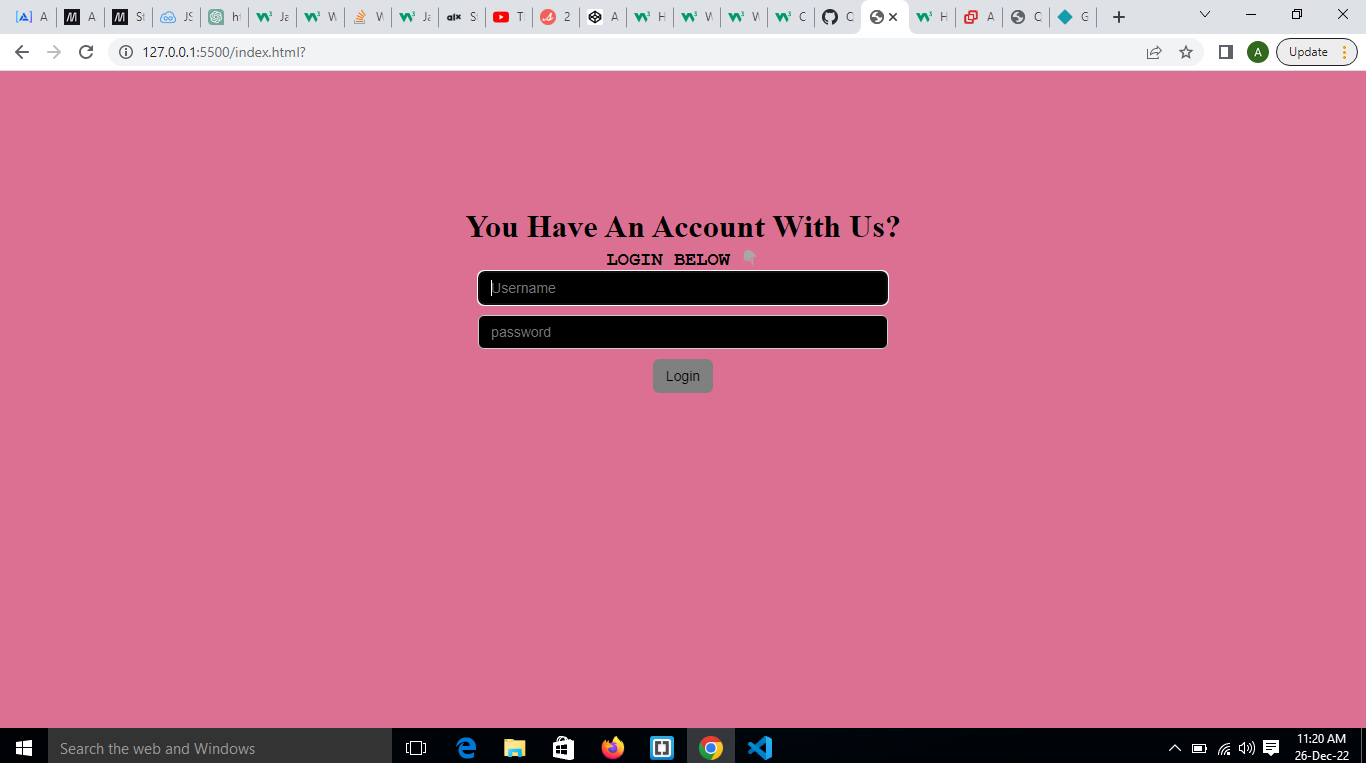 A A St JS ht Ja W W Ja alx S T 2 A H W W C C H A C G
127.0.0.1:5500/index.html?
A Update
You Have An Account With Us?
LOGIN BELOW 👇
Username
password
Login
Search the web and Windows
11:20 AM
26-Dec-22